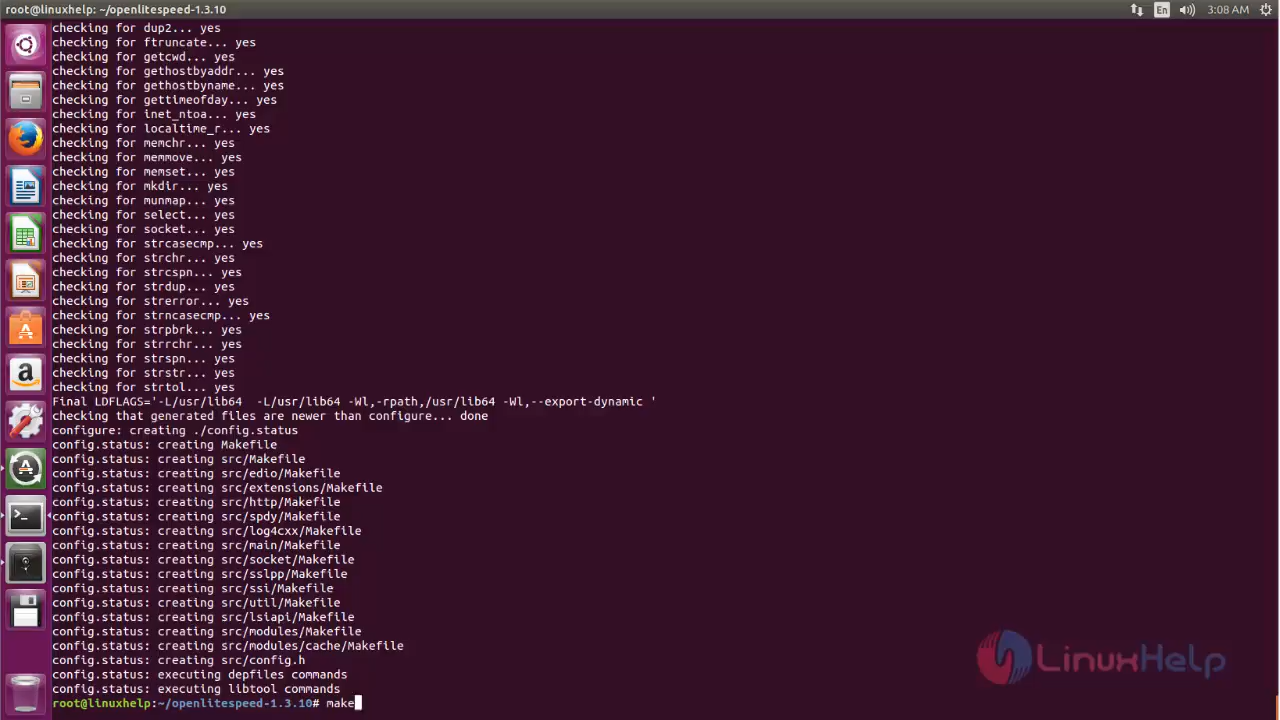 root@linuxhelp: ~/openlitespeed-1.3.10
En
3:08 AM
checking for dup2... yes
checking for ftruncate... yes
checking for getcwd... yes
checking for gethostbyaddr... yes
checking for gethostbyname... yes
checking for gettimeofday... yes
checking for inet_ntoa... yes
checking for localtime_r... yes
checking for memchr... yes
checking for memmove... yes
checking for memset... yes
checking for mkdir... yes
checking for munmap... yes
checking for select... yes
checking for socket... yes
checking for strcasecmp... yes
checking for strchr... yes
checking for strcspn... yes
checking for strdup... yes
checking for strerror... yes
checking for strncasecmp... yes
checking for strpbrk... yes
checking for strrchr... yes
checking for strspn... yes
checking for strstr... yes
checking for strtol... yes
Final LDFLAGS='-L/usr/lib64  -L/usr/lib64 -Wl,-rpath,/usr/lib64 -Wl,--export-dynamic '
checking that generated files are newer than configure... done
configure: creating ./config.status
config.status: creating Makefile
config.status: creating src/Makefile
config.status: creating src/edio/Makefile
config.status: creating src/extensions/Makefile
config.status: creating src/http/Makefile
config.status: creating src/spdy/Makefile
config.status: creating src/log4cxx/Makefile
config.status: creating src/main/Makefile
config.status: creating src/socket/Makefile
config.status: creating src/sslpp/Makefile
config.status: creating src/ssi/Makefile
config.status: creating src/util/Makefile
config.status: creating src/lsiapi/Makefile
config.status: creating src/modules/Makefile
config.status: creating src/modules/cache/Makefile
config.status: creating src/config.h
config.status: executing depfiles commands
config.status: executing libtool commands
root@linuxhelp:~/openlitespeed-1.3.10# make
LinuxHelp